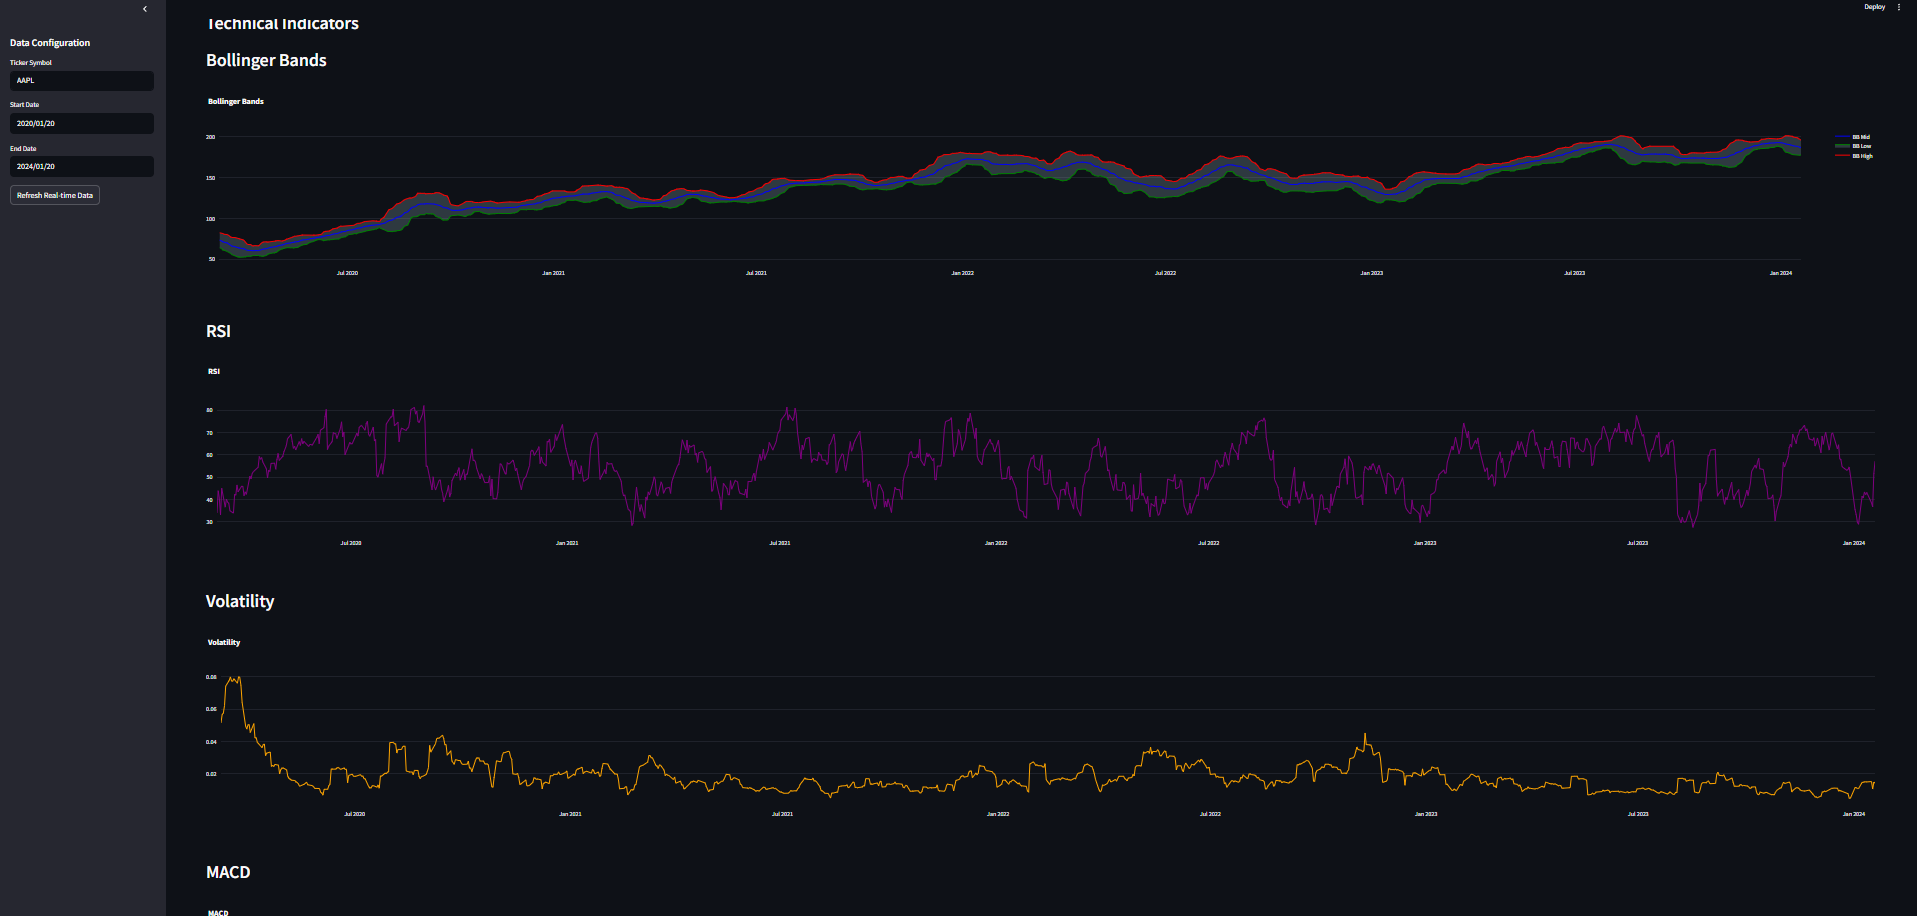 Deploy
Data Configuration
Ticker Symbol
AAPL
Start Date
2020/01/20
End Date
2024/01/20
Refresh Real-time Data
Technical Indicators
Bollinger Bands
Bollinger Bands
200
150
100
50
Jul 2020
Jan 2021
Jul 2021
Jan 2022
Jul 2022
Jan 2023
Jul 2023
Jan 2024
BB Mid
BB Low
BB High
RSI
RSI
80
70
60
50
40
30
Jul 2020
Jan 2021
Jul 2021
Jan 2022
Jul 2022
Jan 2023
Jul 2023
Jan 2024
Volatility
Volatility
0.08
0.06
0.04
0.02
Jul 2020
Jan 2021
Jul 2021
Jan 2022
Jul 2022
Jan 2023
Jul 2023
Jan 2024
MACD
MACD